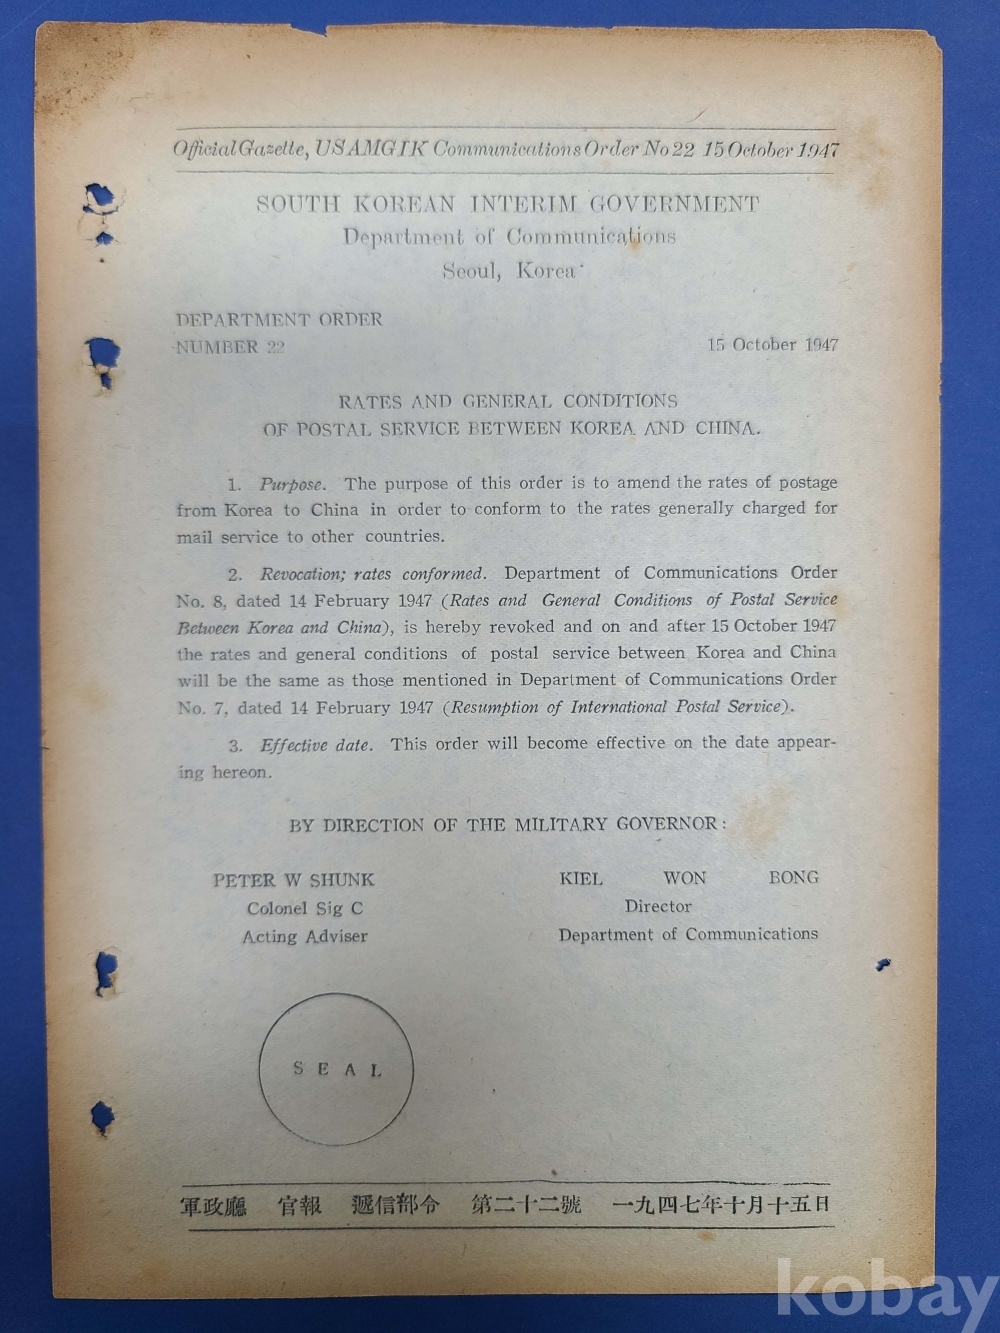 Official Gazette, USAMGIK Communications Order No 22 15 October 1947
SOUTH KOREAN INTERIM GOVERNMENT
Department of Communications
Seoul, Korea
DEPARTMENT ORDER
NUMBER 22 15 October 1947
RATES AND GENERAL CONDITIONS
OF POSTAL SERVICE BETWEEN KOREA AND CHINA.
1. Purpose. The purpose of this order is to amend the rates of postage
from Korea to China in order to conform to the rates generally charged for
mail service to other countries.
2. Revocation; rates conformed. Department of Communications Order
No. 8, dated 14 February 1947 (Rates and General Conditions of Postal Service
Between Korea and China), is hereby revoked and on and after 15 October 1947
the rates and general conditions of postal service between Korea and China
will be the same as those mentioned in Department of Communications Order
No. 7, dated 14 February 1947 (Resumption of International Postal Service).
3. Effective date. This order will become effective on the date appear-
ing hereon.
BY DIRECTION OF THE MILITARY GOVERNOR:
PETER W SHUNK KIEL WON BONG
Colonel Sig C Director
Acting Adviser Department of Communications
SEAL
軍政廳 官報 遞信部令 第二十二號 一九四七年十月十五日
kobay